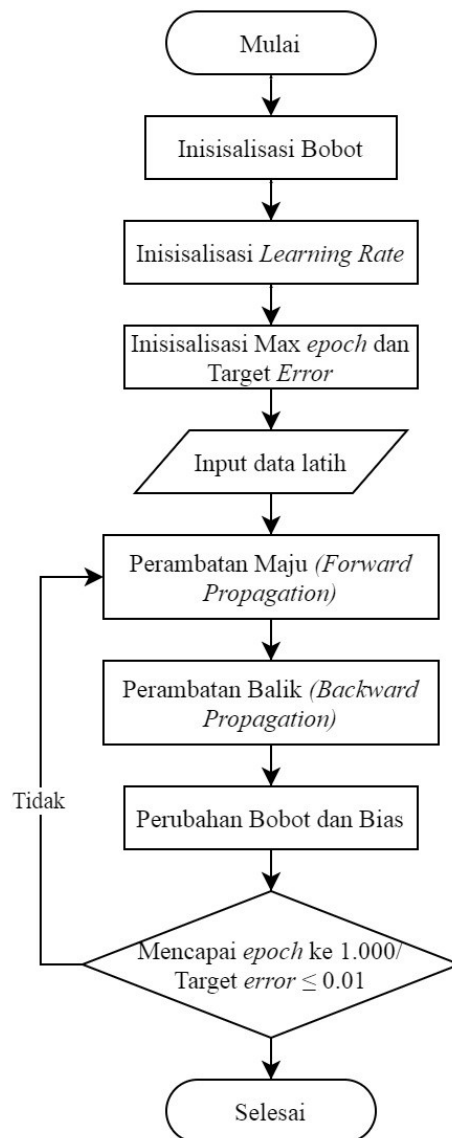 Mulai
Inisisalisasi Bobot
Inisisalisasi Learning Rate
Inisisalisasi Max epoch dan
Target Error
Input data latih
Perambatan Maju (Forward
Propagation)
Perambatan Balik (Backward
Propagation)
Tidak
Perubahan Bobot dan Bias
Mencapai epoch ke 1.000/
Target error ≤ 0.01
Selesai